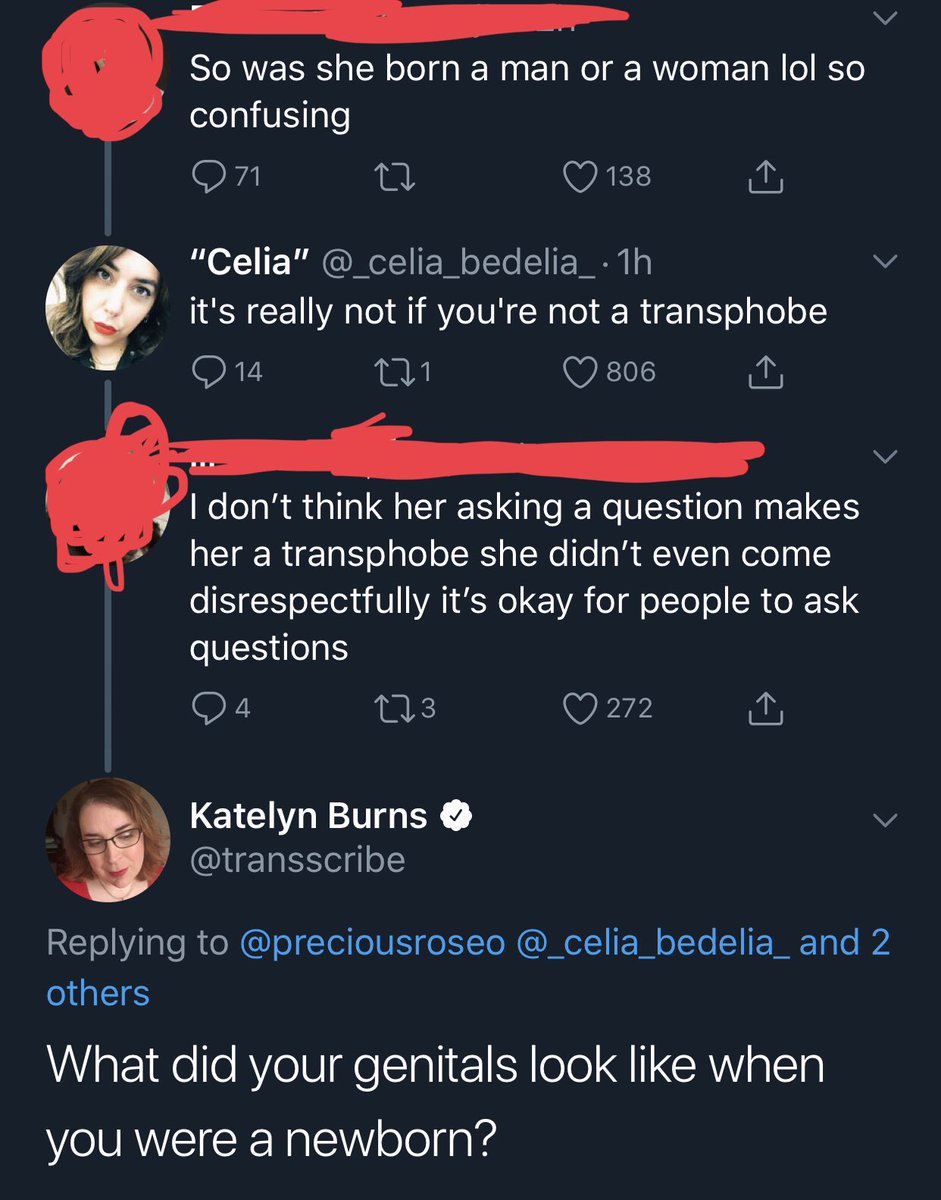 So was she born a man or a woman lol so
confusing
71 138
“Celia” @_celia_bedelia_ · 1h
it's really not if you're not a transphobe
14 1 806
I don’t think her asking a question makes
her a transphobe she didn’t even come
disrespectfully it’s okay for people to ask
questions
4 3 272
Katelyn Burns
@transscribe
Replying to @preciousroseo @_celia_bedelia_ and 2
others
What did your genitals look like when
you were a newborn?